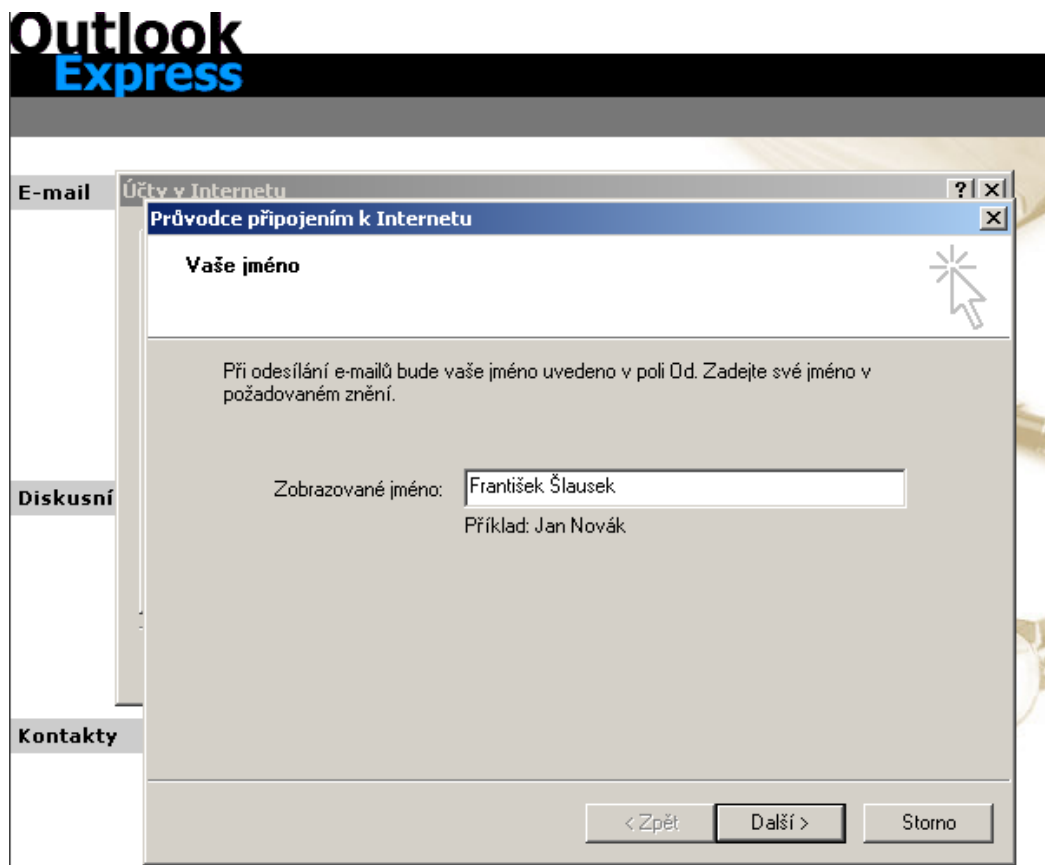 Outlook
Express
E-mail
Účty v Internetu
Průvodce připojením k Internetu
Vaše jméno
Při odesílání e-mailů bude vaše jméno uvedeno v poli Od. Zadejte své jméno v
požadovaném znění.
Diskusní
Zobrazované jméno: František Šlausek
Příklad: Jan Novák
Kontakty
< Zpět Další > Storno